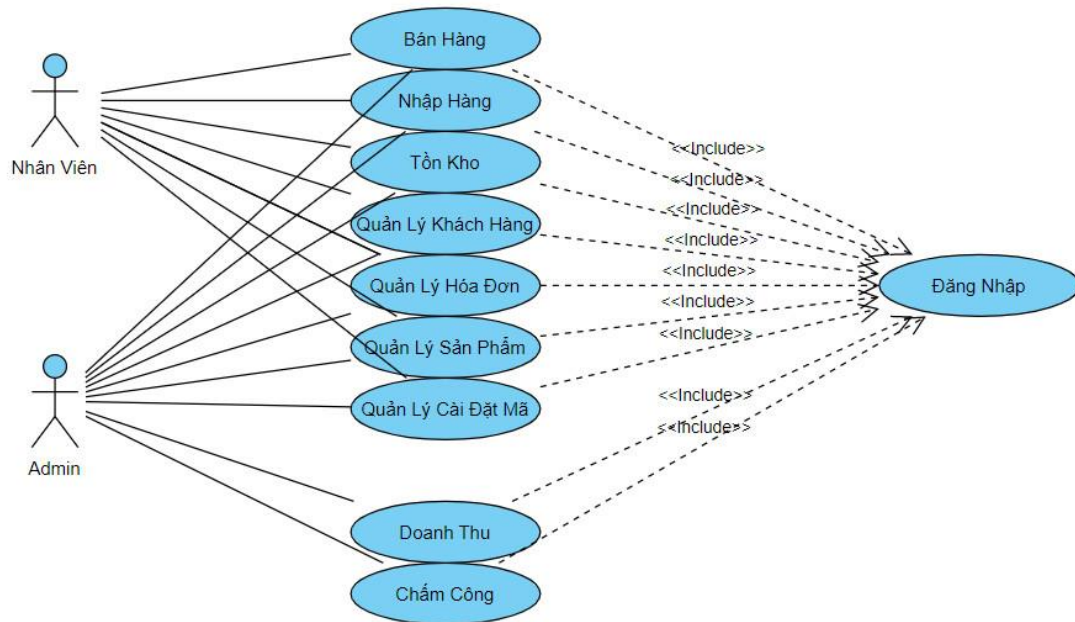 Bán Hàng
Nhập Hàng
Tồn Kho
Quản Lý Khách Hàng
Quản Lý Hóa Đơn
Quản Lý Sản Phẩm
Quản Lý Cài Đặt Mã
Doanh Thu
Chấm Công
Nhân Viên
Admin
<<Include>>
<<Include>>
<<Include>>
<<Include>>
<<Include>>
<<Include>>
<<Include>>
<<Include>>
<<Include>>
Đăng Nhập